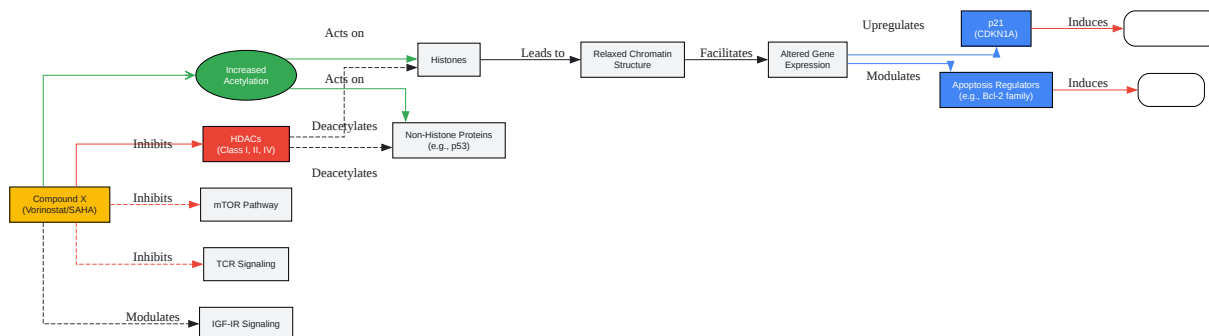 Upregulates
p21
(CDKN1A)
Induces
Acts on
Increased
Acetylation
Acts on
Histones
Leads to
Relaxed Chromatin
Structure
Facilitates
Altered Gene
Expression
Modulates
Apoptosis Regulators
(e.g., Bcl-2 family)
Induces
Deacetylates
HDACs
(Class I, II, IV)
Inhibits
Non-Histone Proteins
(e.g., p53)
Deacetylates
Compound X
(Vorinostat/SAHA)
Inhibits
mTOR Pathway
Inhibits
TCR Signaling
Modulates
IGF-IR Signaling